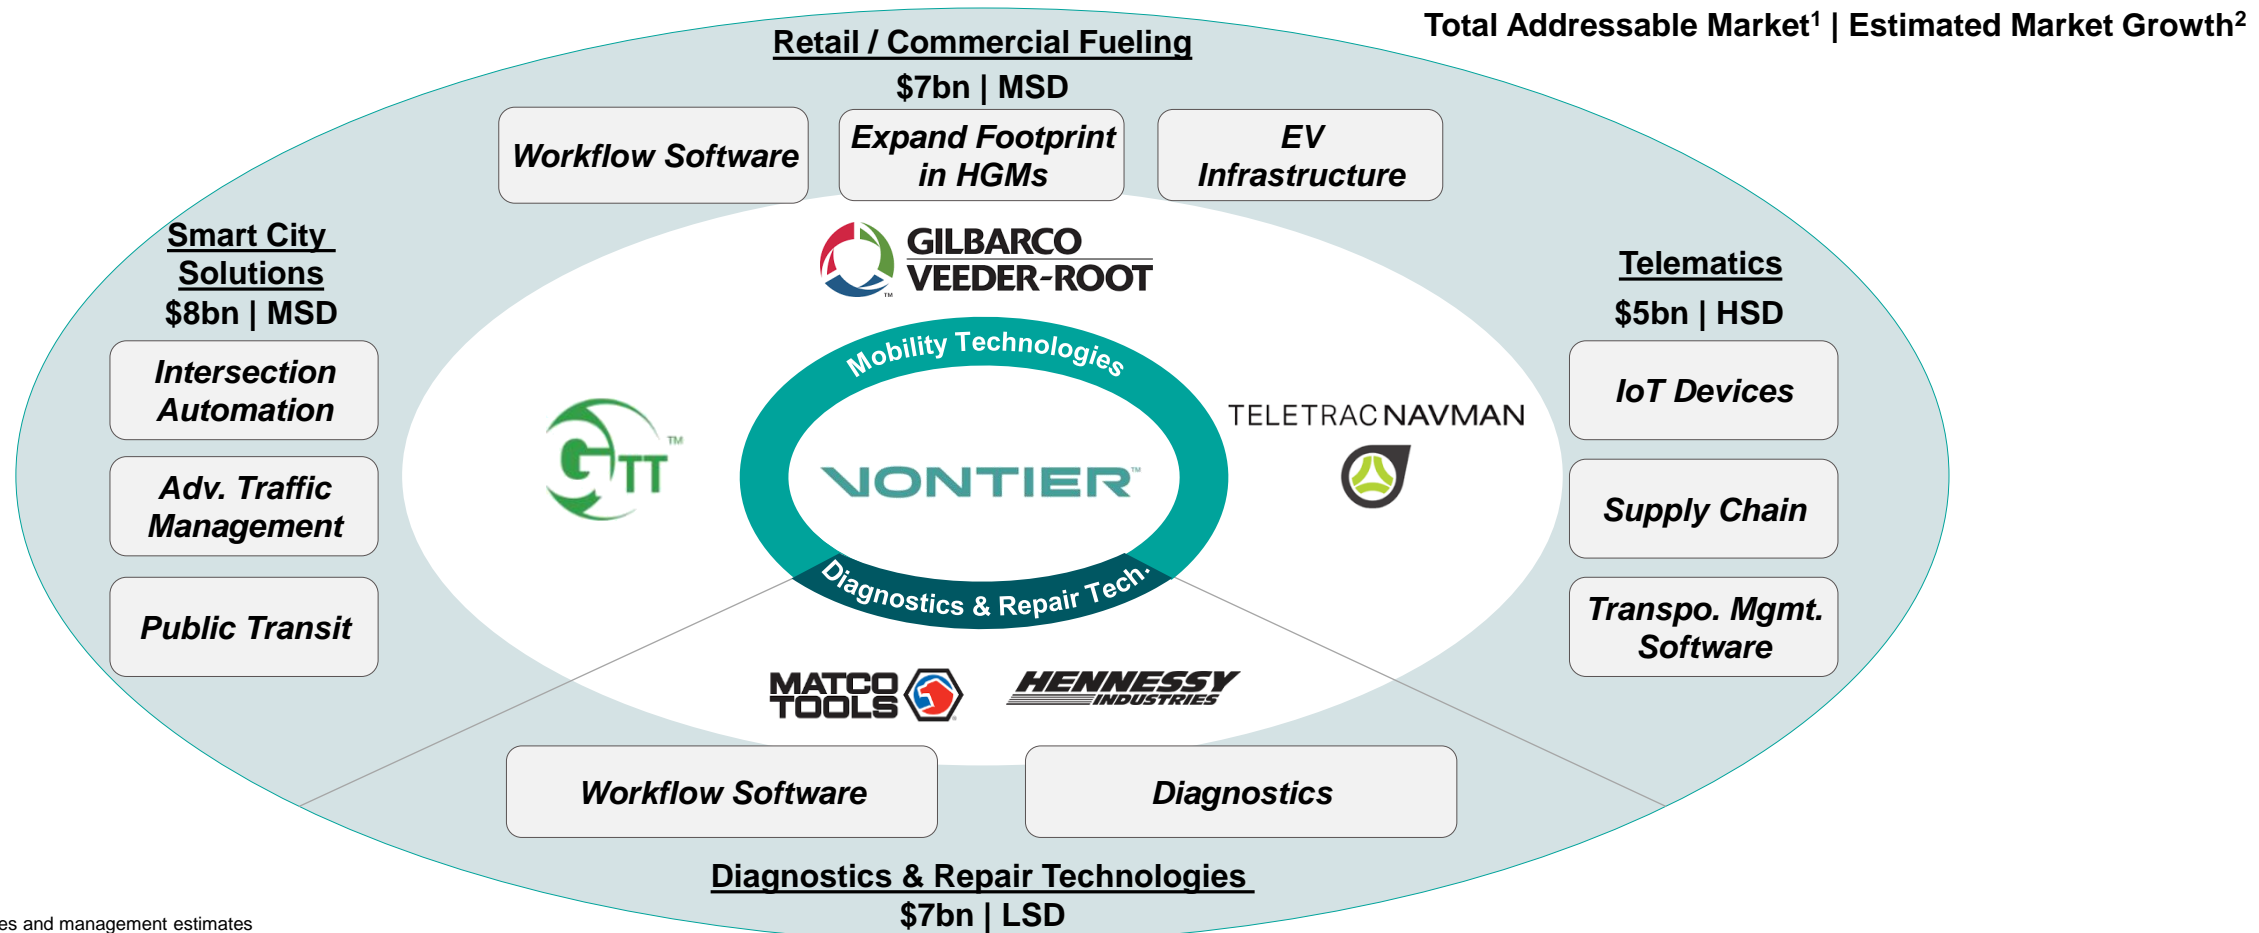 Total Addressable Market¹ | Estimated Market Growth²
Retail / Commercial Fueling
$7bn | MSD
Workflow Software
Expand Footprint
in HGMs
EV
Infrastructure
GILBARCO
VEEDER-ROOT
™
Smart City
Solutions
$8bn | MSD
Intersection
Automation
Adv. Traffic
Management
Public Transit
GTT™
Mobility Technologies
VONTIER™
Diagnostics & Repair Tech.
TELETRAC NAVMAN
Telematics
$5bn | HSD
IoT Devices
Supply Chain
Transpo. Mgmt.
Software
MATCO
TOOLS
HENNESSY
INDUSTRIES
Workflow Software
Diagnostics
Diagnostics & Repair Technologies
$7bn | LSD
es and management estimates